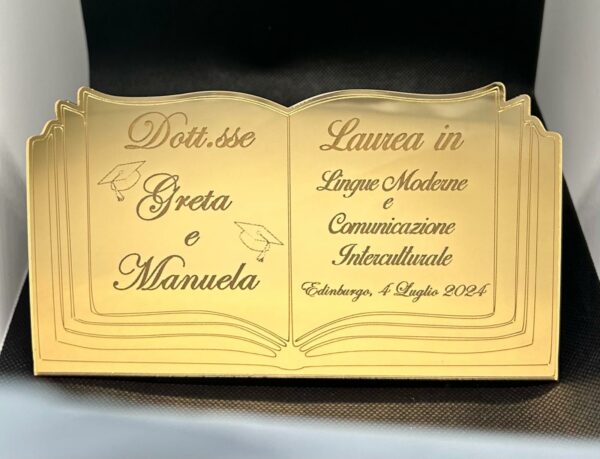 Dott.sse
Greta
e
Manuela
Laurea in
Lingue Moderne
e
Comunicazione
Interculturale
Edinburgo, 4 Luglio 2024